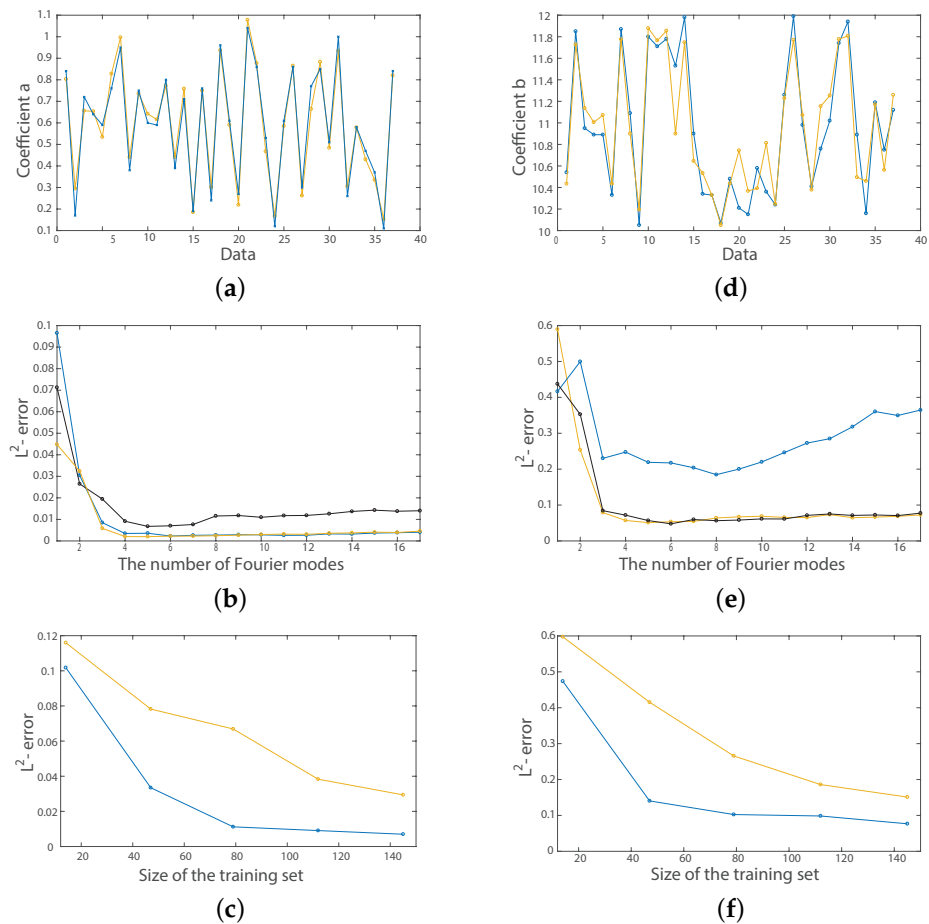 1.1
1
0.9
0.8
0.7
0.6
0.5
0.4
0.3
0.2
0.1
Coefficient a
0 5 10 15 20 25 30 35 40
Data
(a)
12
11.8
11.6
11.4
11.2
11
10.8
10.6
10.4
10.2
10
Coefficient b
0 5 10 15 20 25 30 35 40
Data
(d)
0.1
0.09
0.08
0.07
0.06
0.05
0.04
0.03
0.02
0.01
0
L²- error
2 4 6 8 10 12 14 16
The number of Fourier modes
(b)
0.6
0.5
0.4
0.3
0.2
0.1
0
L²- error
2 4 6 8 10 12 14 16
The number of Fourier modes
(e)
0.12
0.1
0.08
0.06
0.04
0.02
0
L²- error
20 40 60 80 100 120 140
Size of the training set
(c)
0.6
0.5
0.4
0.3
0.2
0.1
0
L²- error
20 40 60 80 100 120 140
Size of the training set
(f)